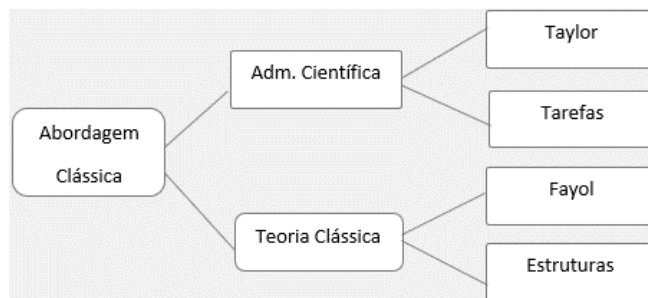 Abordagem
Clássica
Adm. Científica
Teoria Clássica
Taylor
Tarefas
Fayol
Estruturas